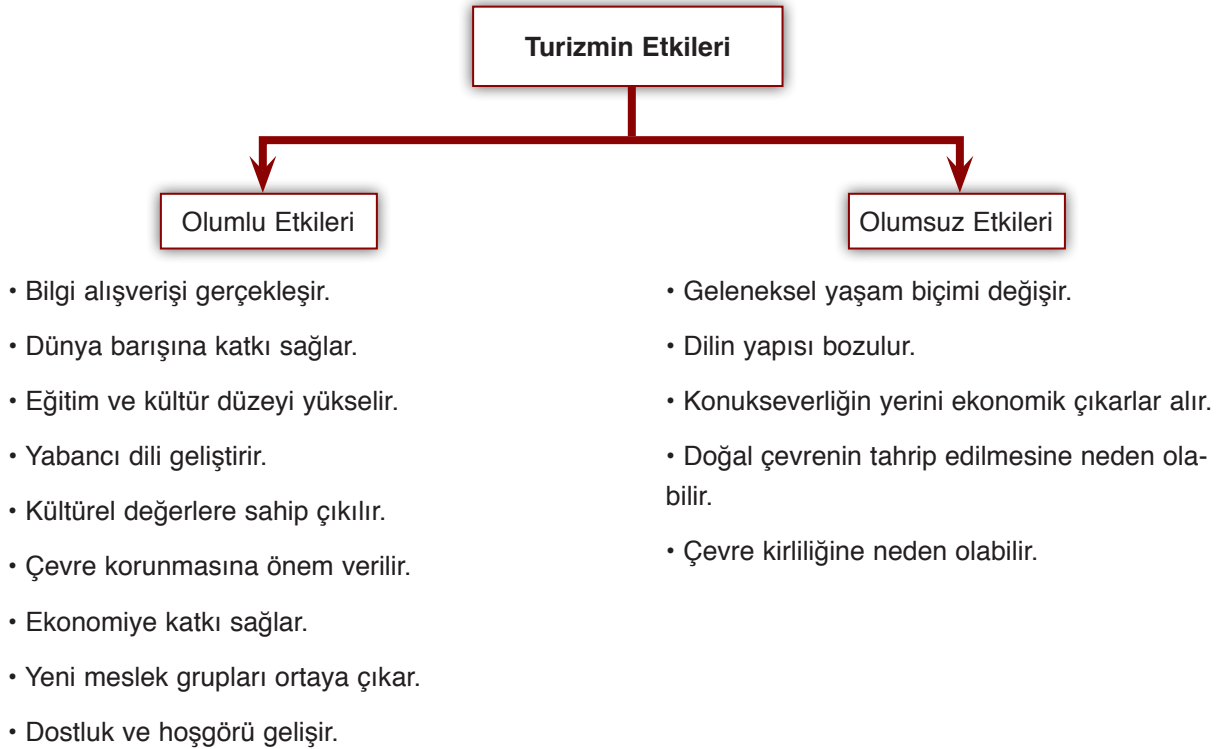 Turizmin Etkileri
Olumlu Etkileri
• Bilgi alışverişi gerçekleşir.
• Dünya barışına katkı sağlar.
• Eğitim ve kültür düzeyi yükselir.
• Yabancı dili geliştirir.
• Kültürel değerlere sahip çıkılır.
• Çevre korunmasına önem verilir.
• Ekonomiye katkı sağlar.
• Yeni meslek grupları ortaya çıkar.
• Dostluk ve hoşgörü gelişir.
Olumsuz Etkileri
• Geleneksel yaşam biçimi değişir.
• Dilin yapısı bozulur.
• Konukseverliğin yerini ekonomik çıkarlar alır.
• Doğal çevrenin tahrip edilmesine neden ola-
bilir.
• Çevre kirliliğine neden olabilir.